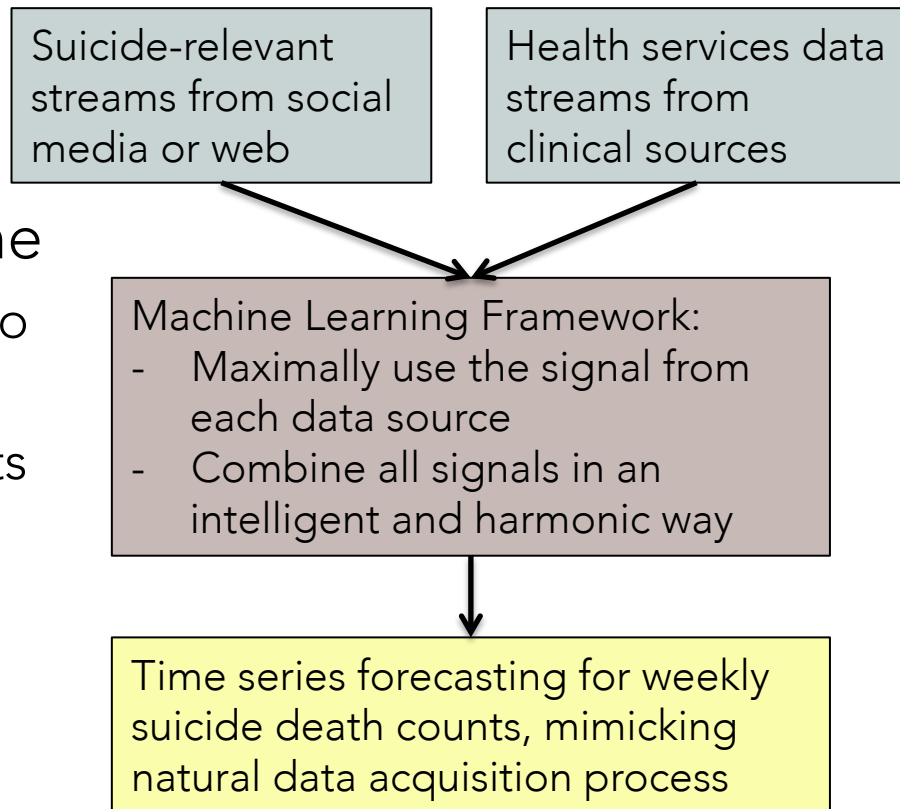 Suicide-relevant
streams from social
media or web
Health services data
streams from
clinical sources
Machine Learning Framework:
- Maximally use the signal from
each data source
- Combine all signals in an
intelligent and harmonic way
Time series forecasting for weekly
suicide death counts, mimicking
natural data acquisition process